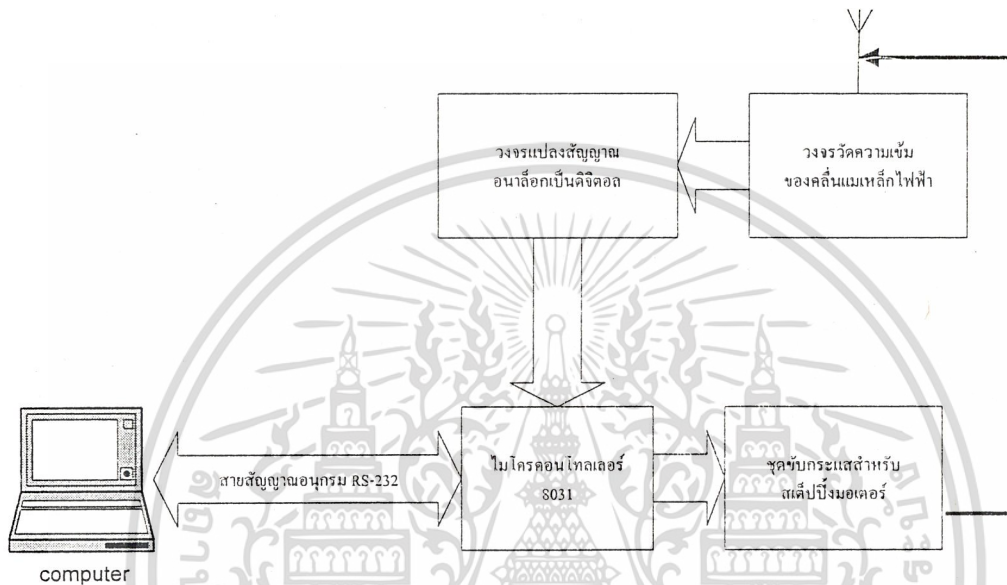 วงจรแปลงสัญญาณ
อนาล็อกเป็นดิจิตอล
วงจรวัดความเข้ม
ของคลื่นแมเหล็กไฟฟ้า
สายสัญญาณอนุกรม RS-232
ไมโครคอนโทลเลอร์
8031
ชุดขับกระแสสำหรับ
สเต็ปปิ้งมอเตอร์
computer